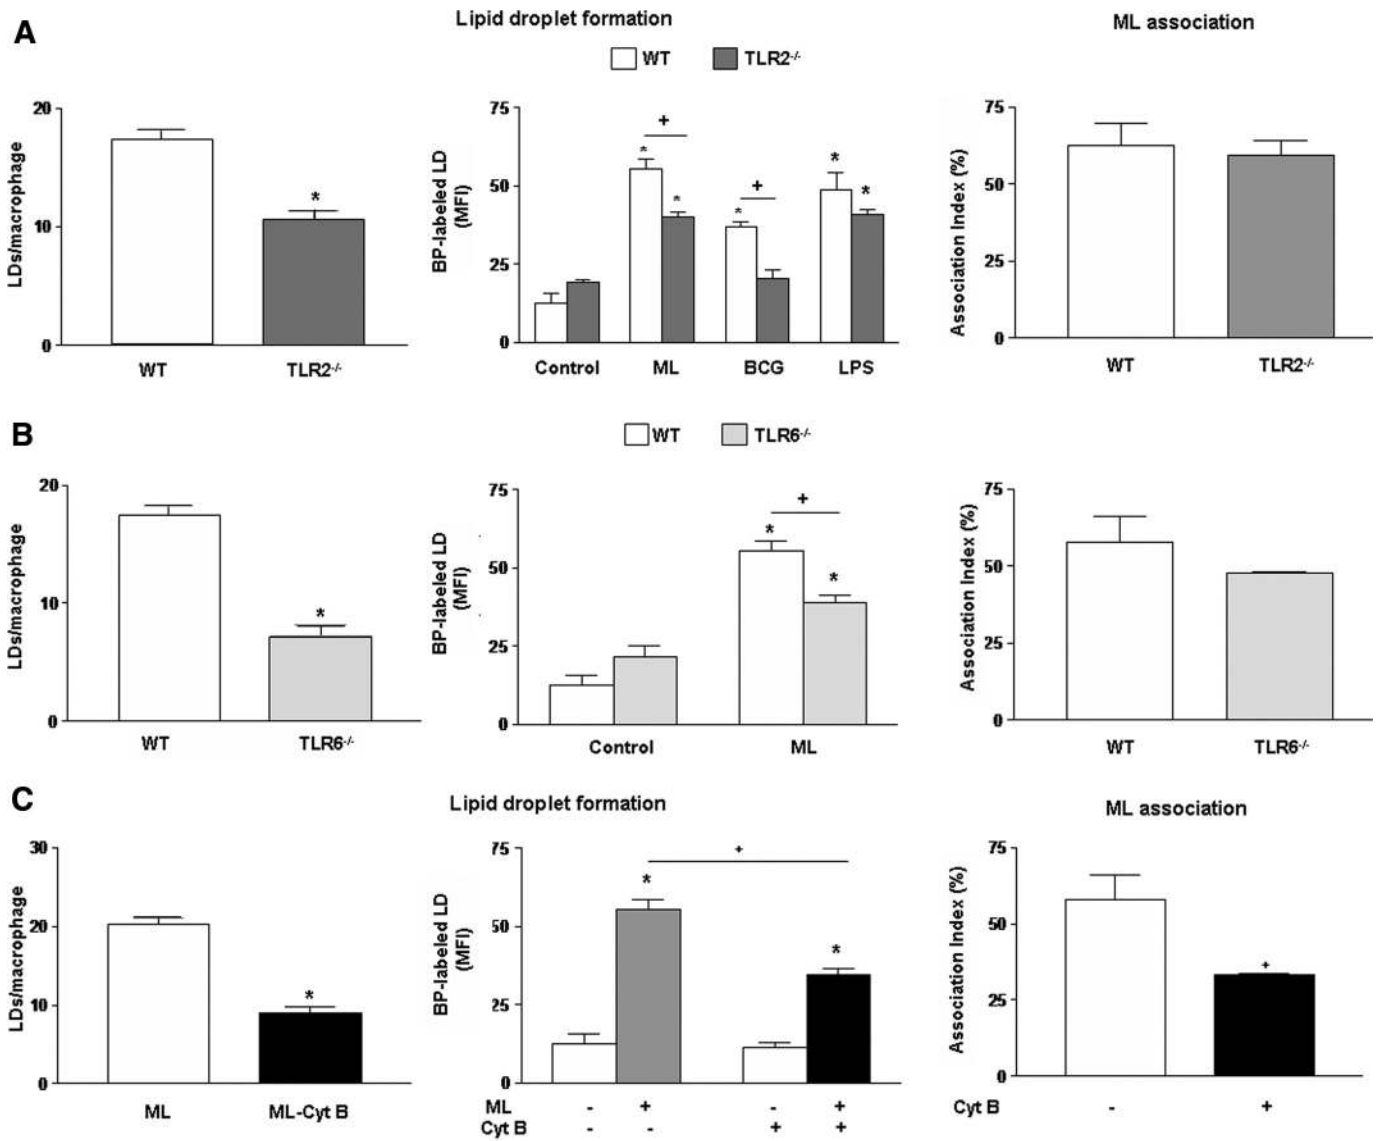 A
Lipid droplet formation
ML association
WT TLR2-/-
20
10
0
LDs/macrophage
*
WT TLR2-/-
75
50
25
0
BP-labeled LD
(MFI)
+
* * + * * *
Control ML BCG LPS
75
50
25
0
Association Index (%)
WT TLR2-/-
B
WT TLR6-/-
20
10
0
LDs/macrophage
*
WT TLR6-/-
75
50
25
0
BP-labeled LD
(MFI)
+
* *
Control ML
75
50
25
0
Association Index (%)
WT TLR6-/-
C
Lipid droplet formation
ML association
30
20
10
0
LDs/macrophage
*
ML ML-Cyt B
75
50
25
0
BP-labeled LD
(MFI)
+
* *
ML - + - +
Cyt B + +
75
50
25
0
Association Index (%)
+
Cyt B - +